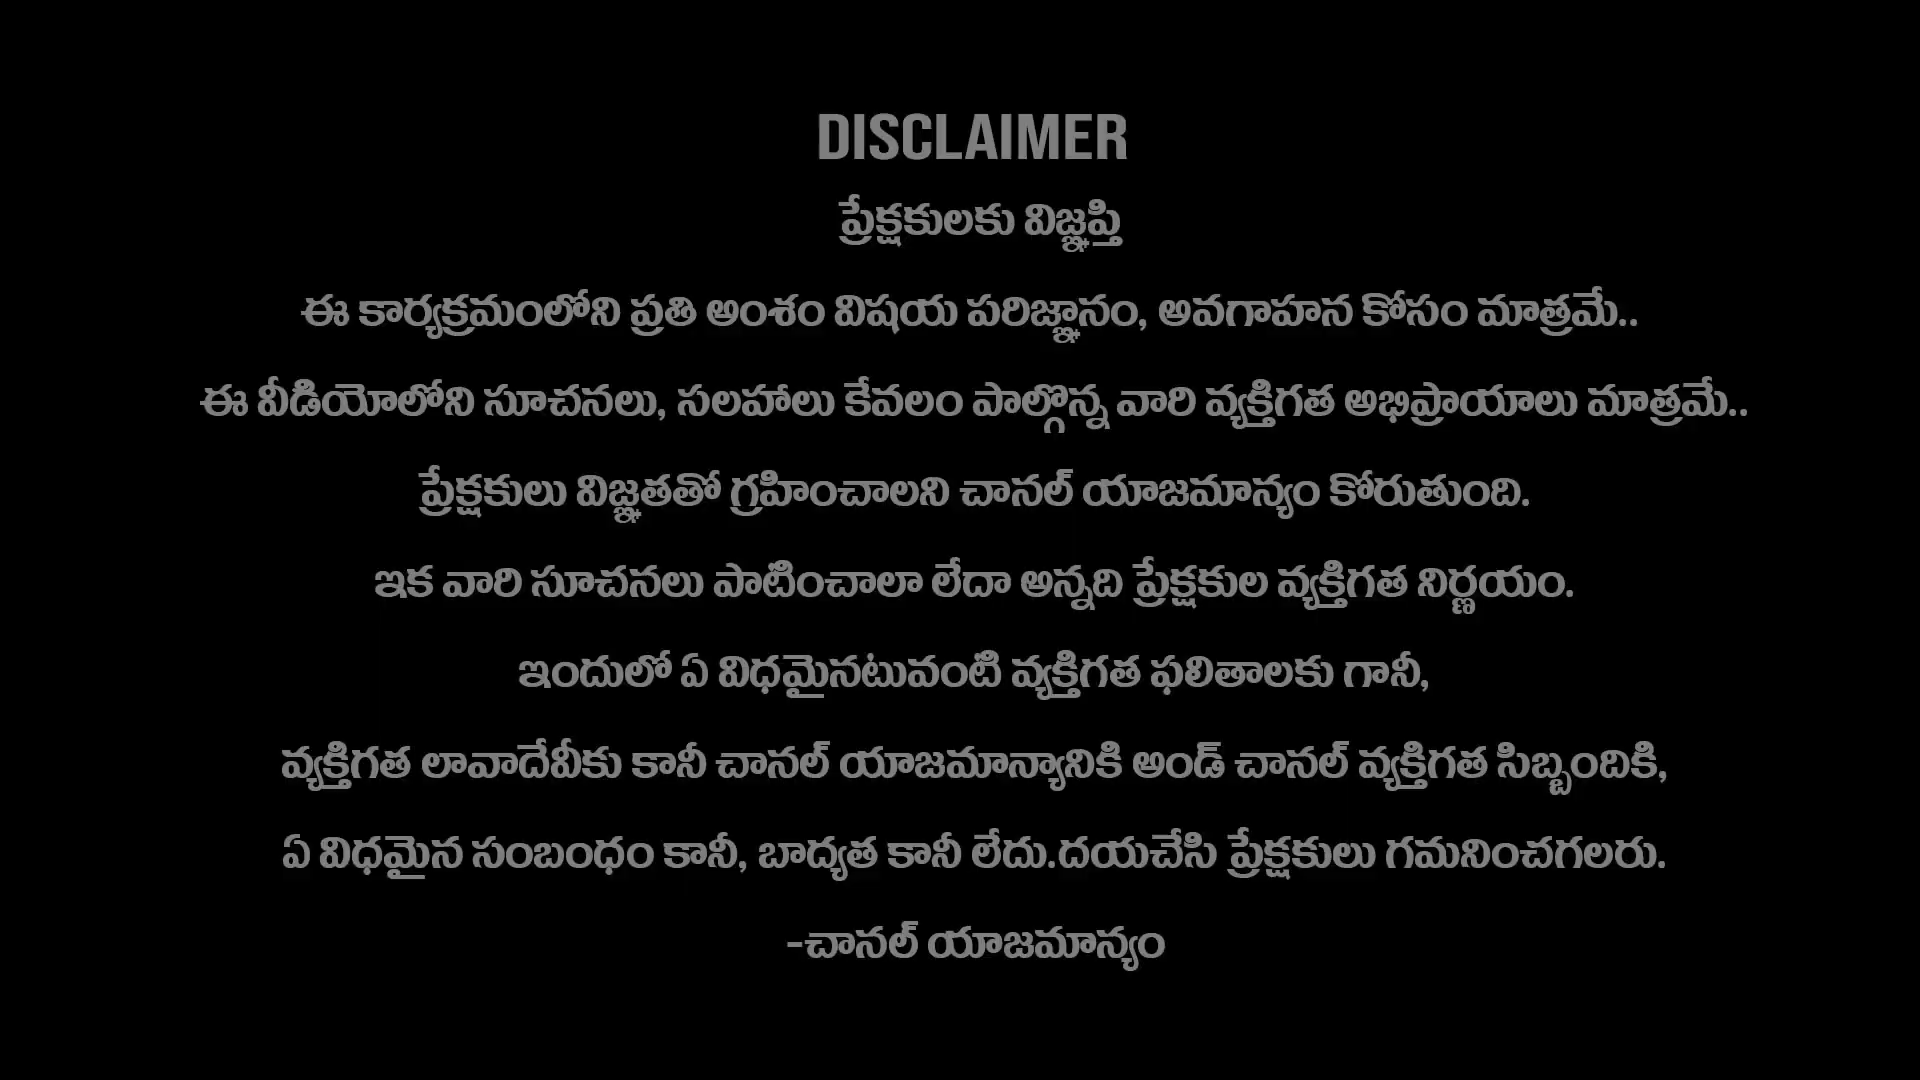 DISCLAIMER
ప్రేక్షకులకు విజ్ఞప్తి
ఈ కార్యక్రమంలోని ప్రతి అంశం విషయ పరిజ్ఞానం, అవగాహన కోసం మాత్రమే..
ఈ వీడియోలోని సూచనలు, సలహాలు కేవలం పాల్గొన్న వారి వ్యక్తిగత అభిప్రాయాలు మాత్రమే..
ప్రేక్షకులు విజ్ఞతతో గ్రహించాలని చానల్ యాజమాన్యం కోరుతుంది.
ఇక వారి సూచనలు పాటించాలా లేదా అన్నది ప్రేక్షకుల వ్యక్తిగత నిర్ణయం.
ఇందులో ఏ విధమైనటువంటి వ్యక్తిగత ఫలితాలకు గానీ,
వ్యక్తిగత లావాదేవీకు కానీ చానల్ యాజమాన్యానికి అండ్ చానల్ వ్యక్తిగత సిబ్బందికి,
ఏ విధమైన సంబంధం కానీ, బాద్యత కానీ లేదు.దయచేసి ప్రేక్షకులు గమనించగలరు.
-చానల్ యాజమాన్యం